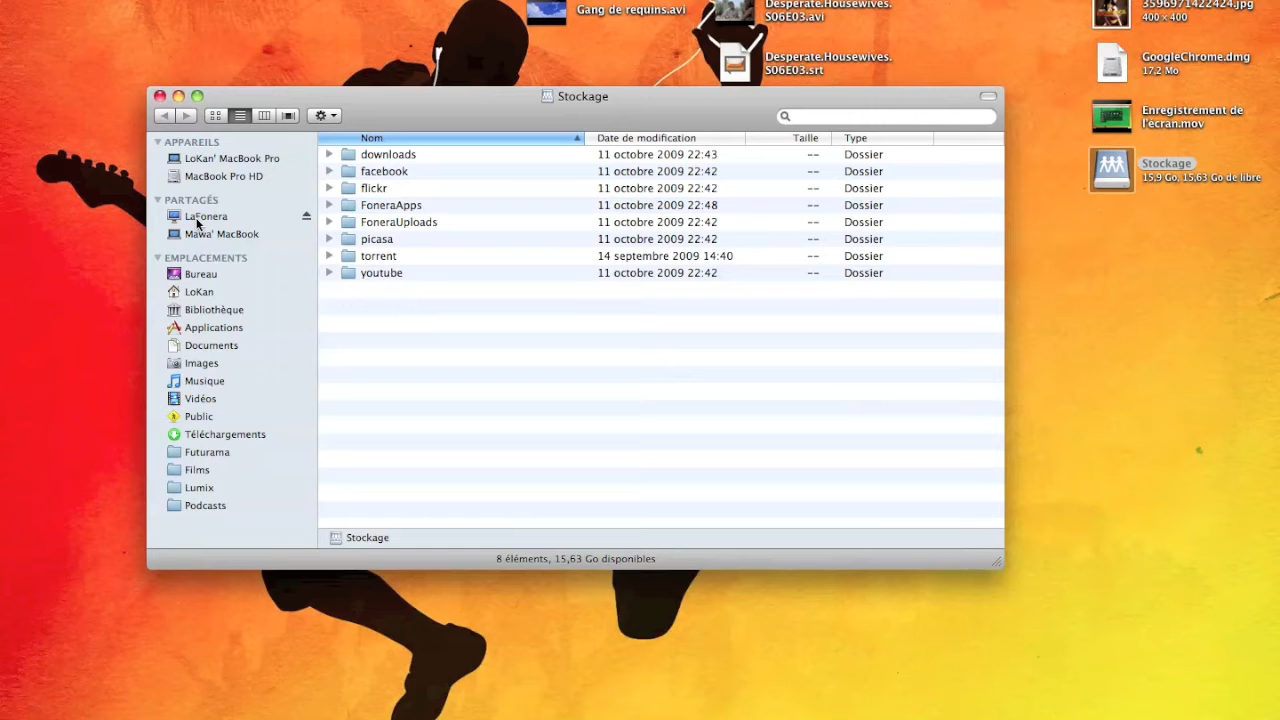 Gang de requins.avi
Desperate.Housewives.
S06E03.avi
3596971422424.jpg
400 × 400
Desperate.Housewives.
S06E03.srt
GoogleChrome.dmg
17,2 Mo
Enregistrement de
l'écran.mov
Stockage
15,9 Go, 15,63 Go de libre
Stockage
APPAREILS
LoKan' MacBook Pro
MacBook Pro HD
PARTAGÉS
LaFonera
Mawa' MacBook
EMPLACEMENTS
Bureau
LoKan
Bibliothèque
Applications
Documents
Images
Musique
Vidéos
Public
Téléchargements
Futurama
Films
Lumix
Podcasts
Nom Date de modification Taille Type
downloads 11 octobre 2009 22:43 -- Dossier
facebook 11 octobre 2009 22:42 -- Dossier
flickr 11 octobre 2009 22:42 -- Dossier
FoneraApps 11 octobre 2009 22:48 -- Dossier
FoneraUploads 11 octobre 2009 22:42 -- Dossier
picasa 11 octobre 2009 22:42 -- Dossier
torrent 14 septembre 2009 14:40 -- Dossier
youtube 11 octobre 2009 22:42 -- Dossier
Stockage
8 éléments, 15,63 Go disponibles